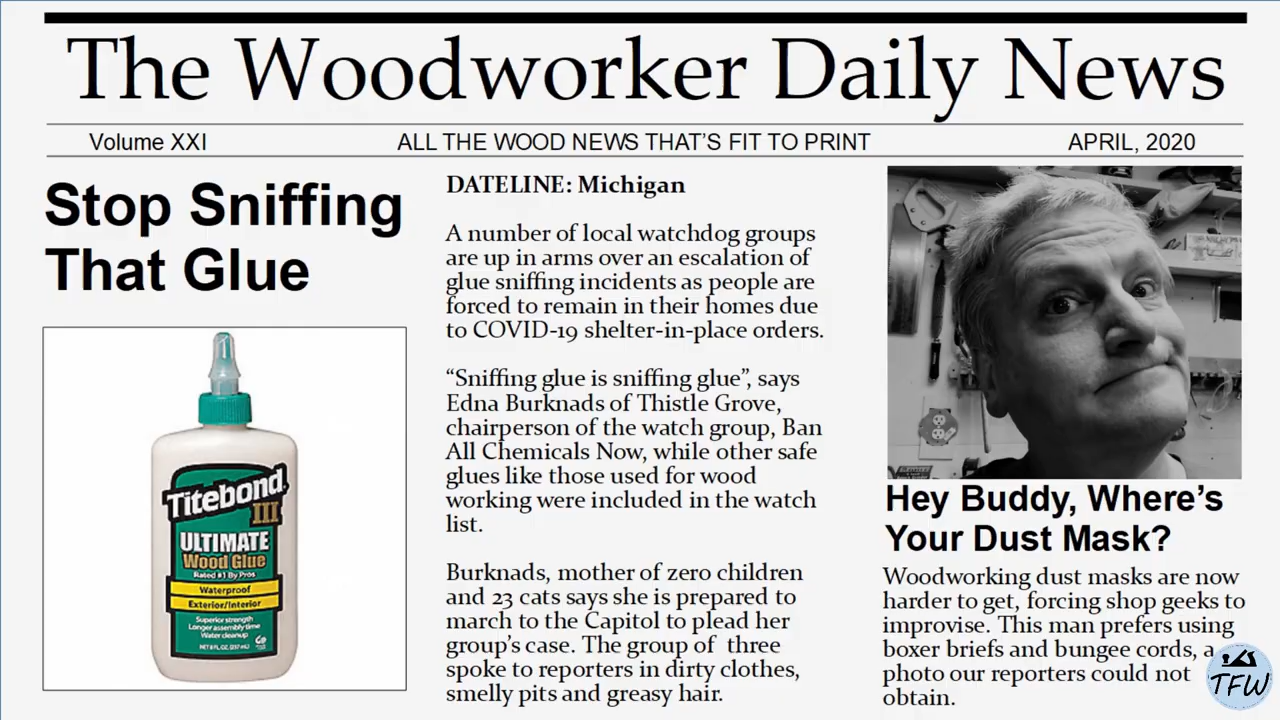 The Woodworker Daily News
Volume XXI ALL THE WOOD NEWS THAT'S FIT TO PRINT APRIL, 2020
Stop Sniffing
That Glue
Titebond
III
ULTIMATE
Wood Glue
Rated #1 By Pros
Waterproof
Exterior/Interior
Superior strength
Longer assembly time
Water cleanup
NET 8 FL. OZ. (237 mL)
DATELINE: Michigan
A number of local watchdog groups
are up in arms over an escalation of
glue sniffing incidents as people are
forced to remain in their homes due
to COVID-19 shelter-in-place orders.
“Sniffing glue is sniffing glue”, says
Edna Burknads of Thistle Grove,
chairperson of the watch group, Ban
All Chemicals Now, while other safe
glues like those used for wood
working were included in the watch
list.
Burknads, mother of zero children
and 23 cats says she is prepared to
march to the Capitol to plead her
group’s case. The group of  three
spoke to reporters in dirty clothes,
smelly pits and greasy hair.
Hey Buddy, Where’s
Your Dust Mask?
Woodworking dust masks are now
harder to get, forcing shop geeks to
improvise. This man prefers using
boxer briefs and bungee cords, a
photo our reporters could not
obtain.
TFW